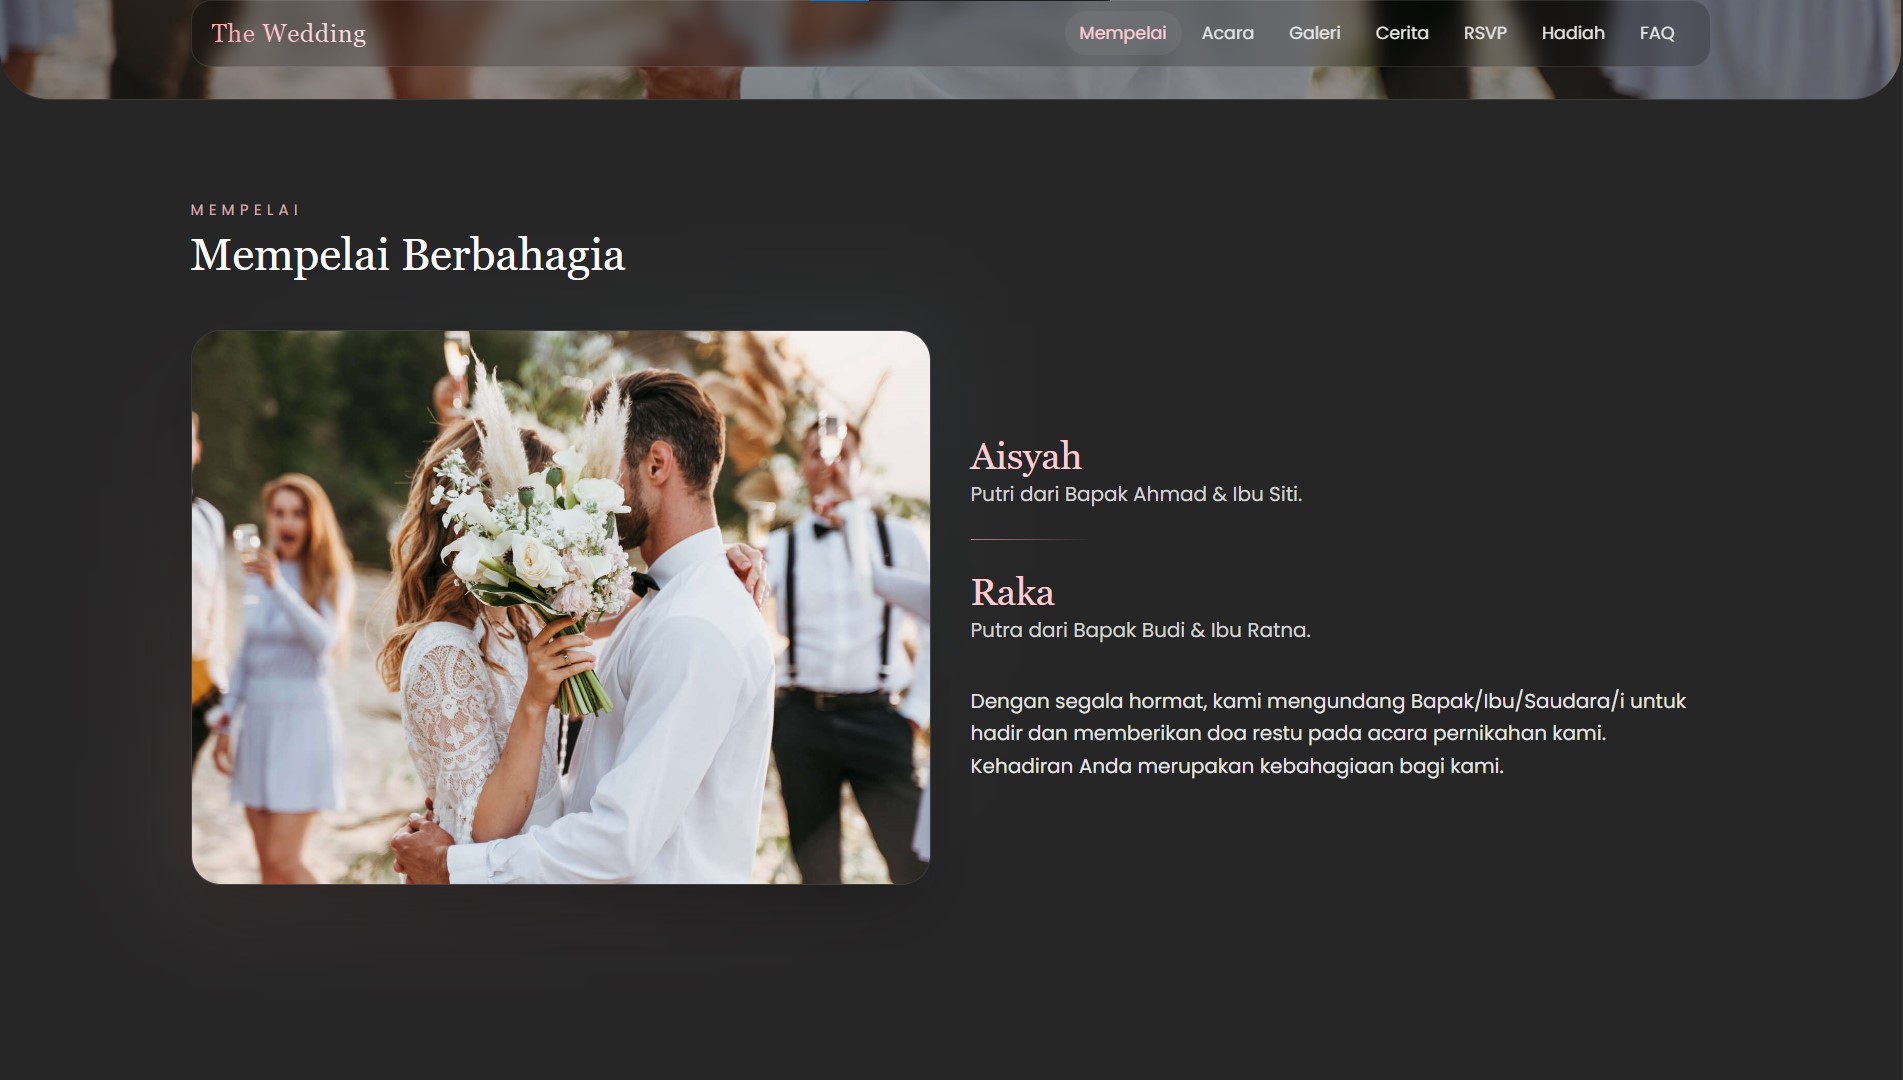 The Wedding
Mempelai
Acara
Galeri
Cerita
RSVP
Hadiah
FAQ
MEMPELAI
Mempelai Berbahagia
Aisyah
Putri dari Bapak Ahmad & Ibu Siti.
Raka
Putra dari Bapak Budi & Ibu Ratna.
Dengan segala hormat, kami mengundang Bapak/Ibu/Saudara/i untuk
hadir dan memberikan doa restu pada acara pernikahan kami.
Kehadiran Anda merupakan kebahagiaan bagi kami.